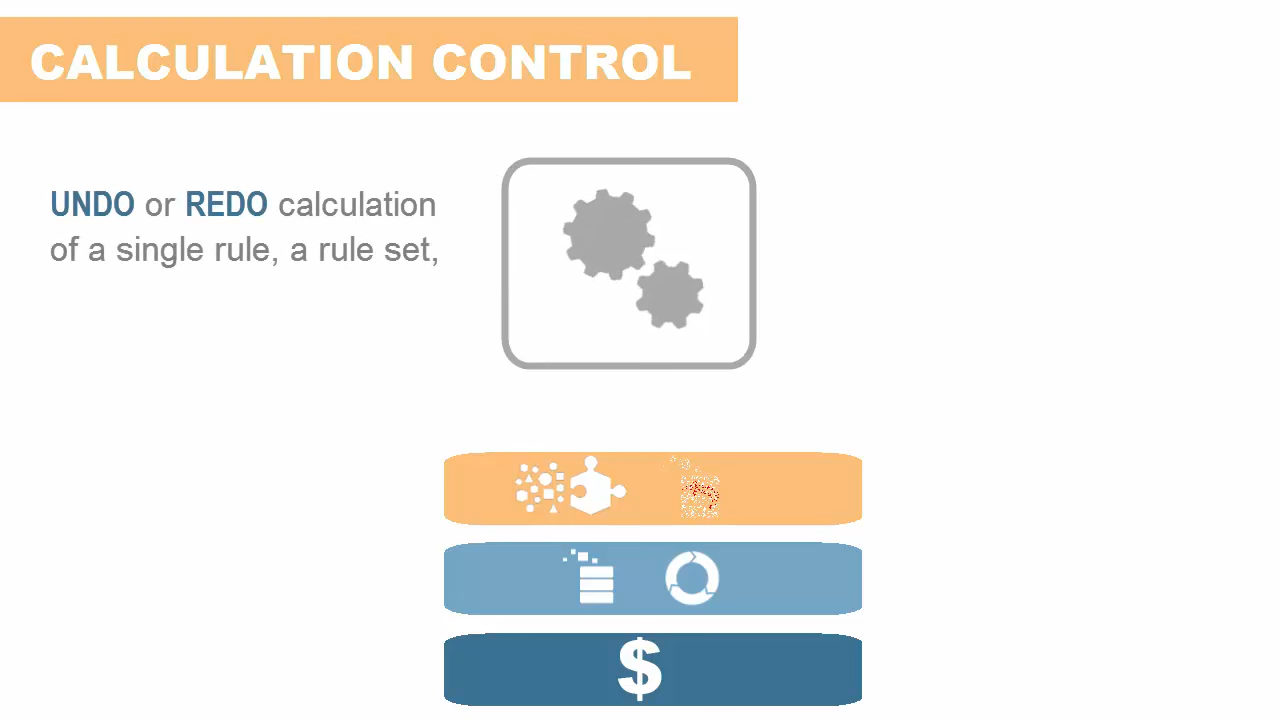 CALCULATION CONTROL
UNDO or REDO calculation
of a single rule, a rule set,
$